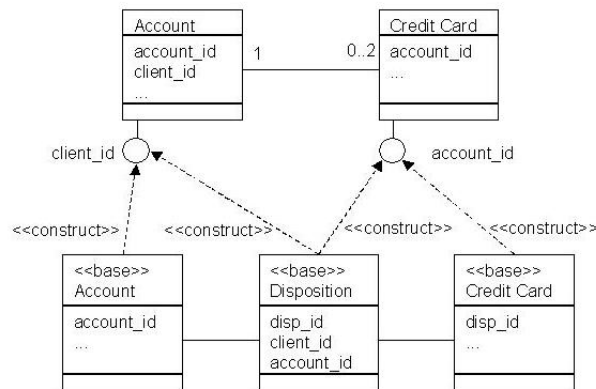 Account
account_id
client_id
...
1
0..2
Credit Card
account_id
...
client_id
account_id
<<construct>>
<<construct>>
<<construct>>
<<construct>>
<<base>>
Account
account_id
...
<<base>>
Disposition
disp_id
client_id
account_id
<<base>>
Credit Card
disp_id
...